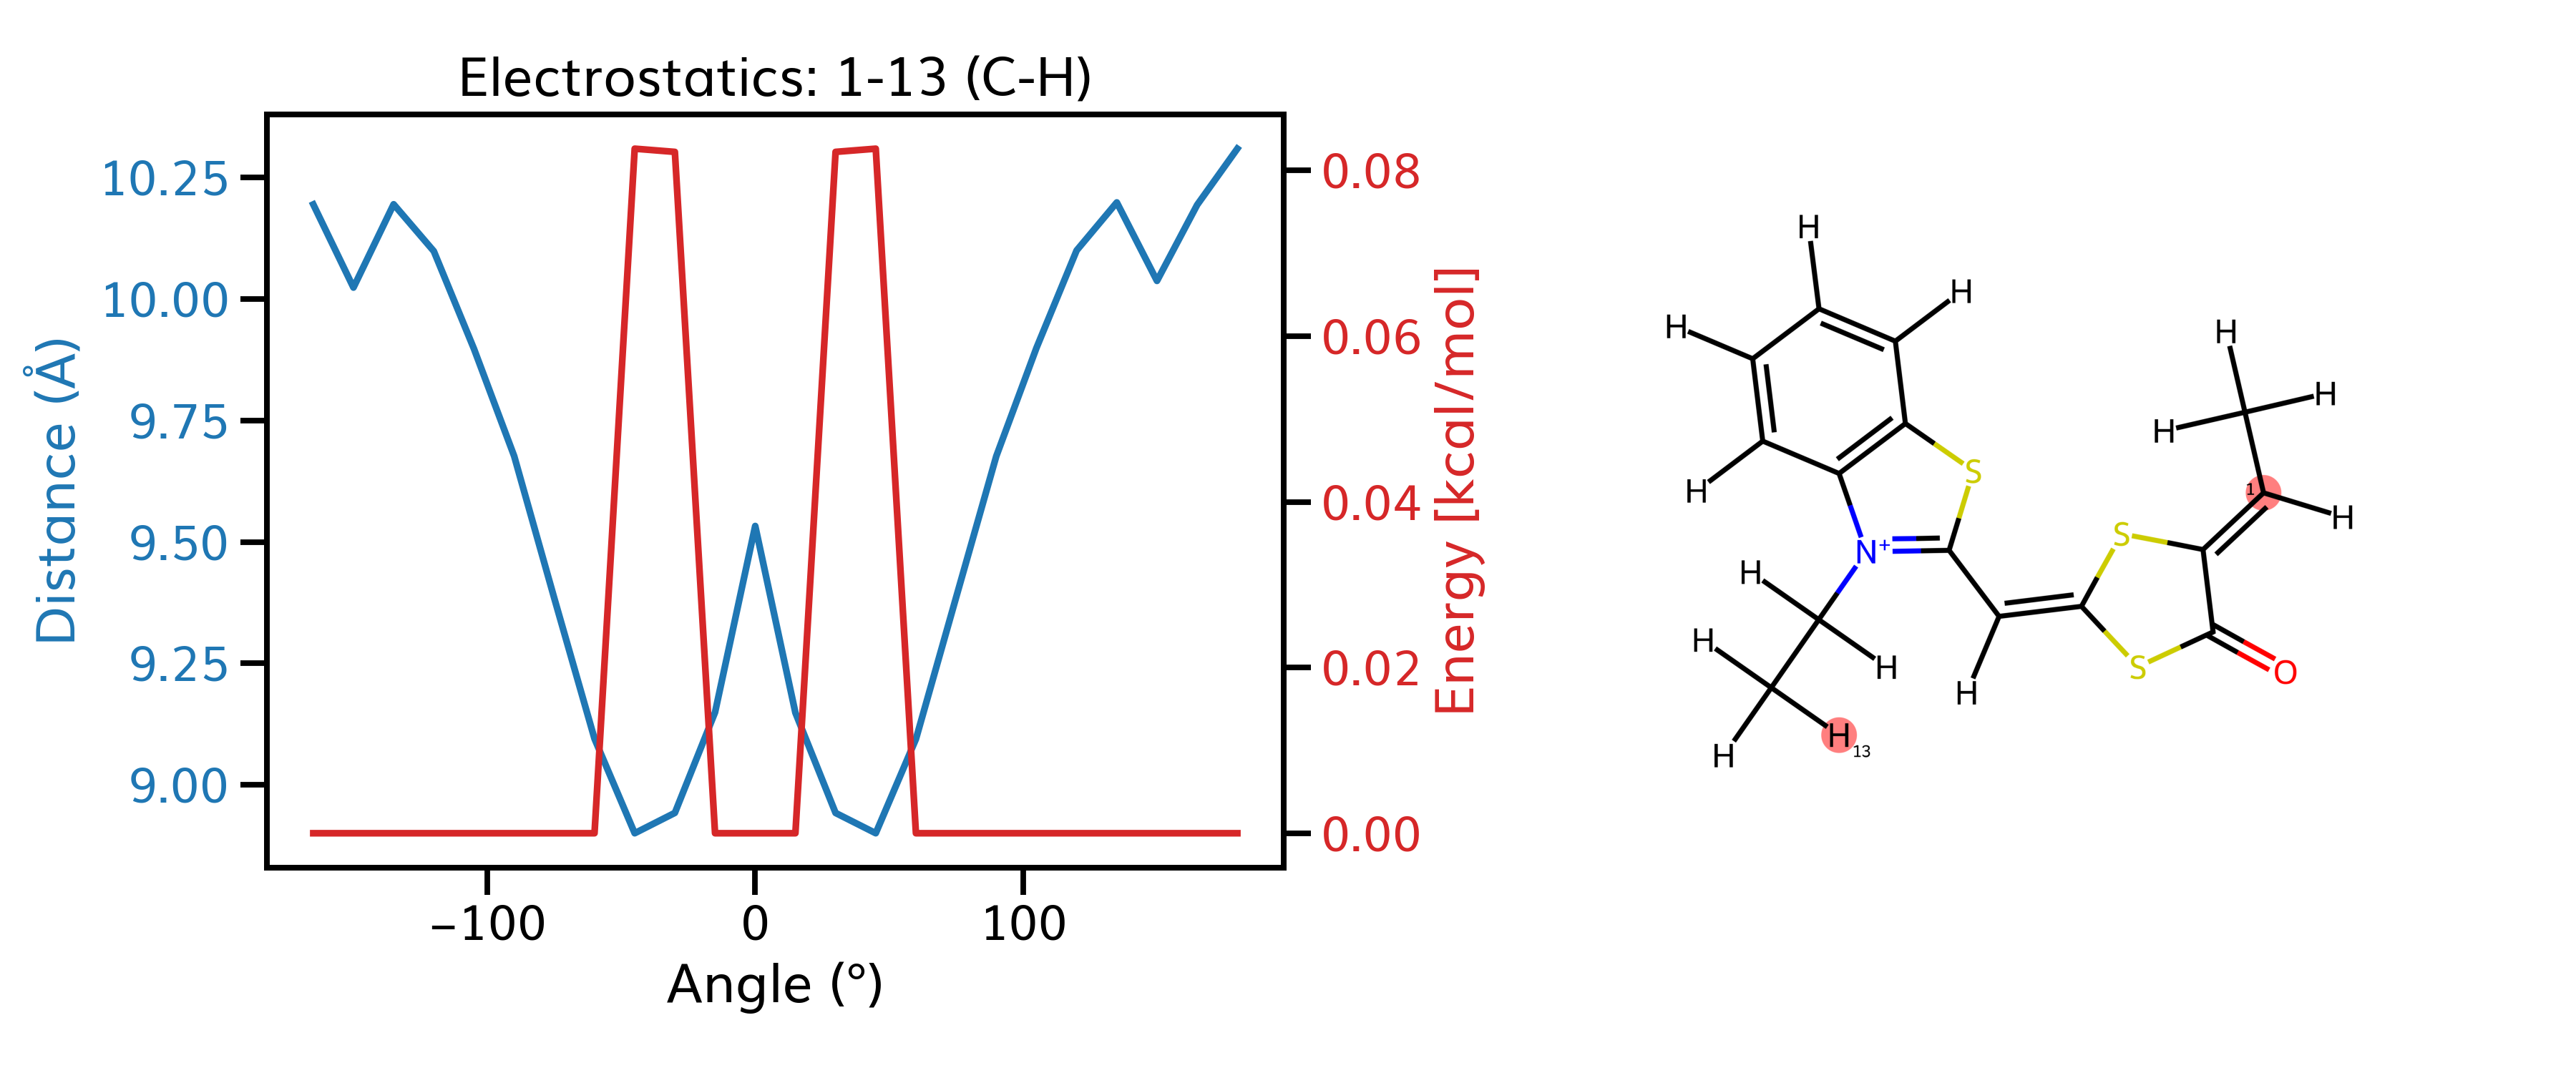 Electrostatics: 1-13 (C-H)
Distance (Å)
10.25
10.00
9.75
9.50
9.25
9.00
−100
0
100
Angle (°)
0.08
0.06
0.04
0.02
0.00
Energy [kcal/mol]
H
H
H
H
H
H
H
S
1
H
S
N+
H
H
H
S
O
H
H
13
H